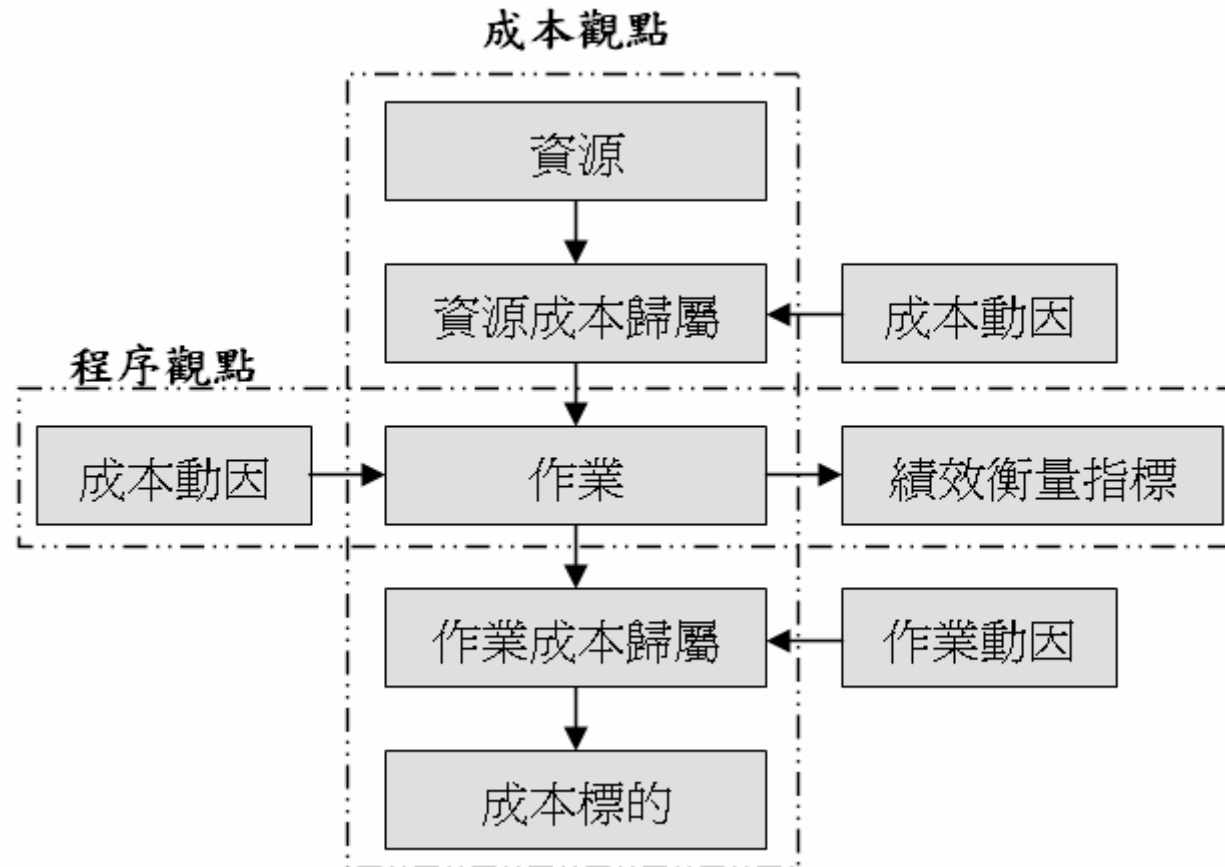 成本觀點
資源
資源成本歸屬
成本動因
程序觀點
成本動因
作業
績效衡量指標
作業成本歸屬
作業動因
成本標的